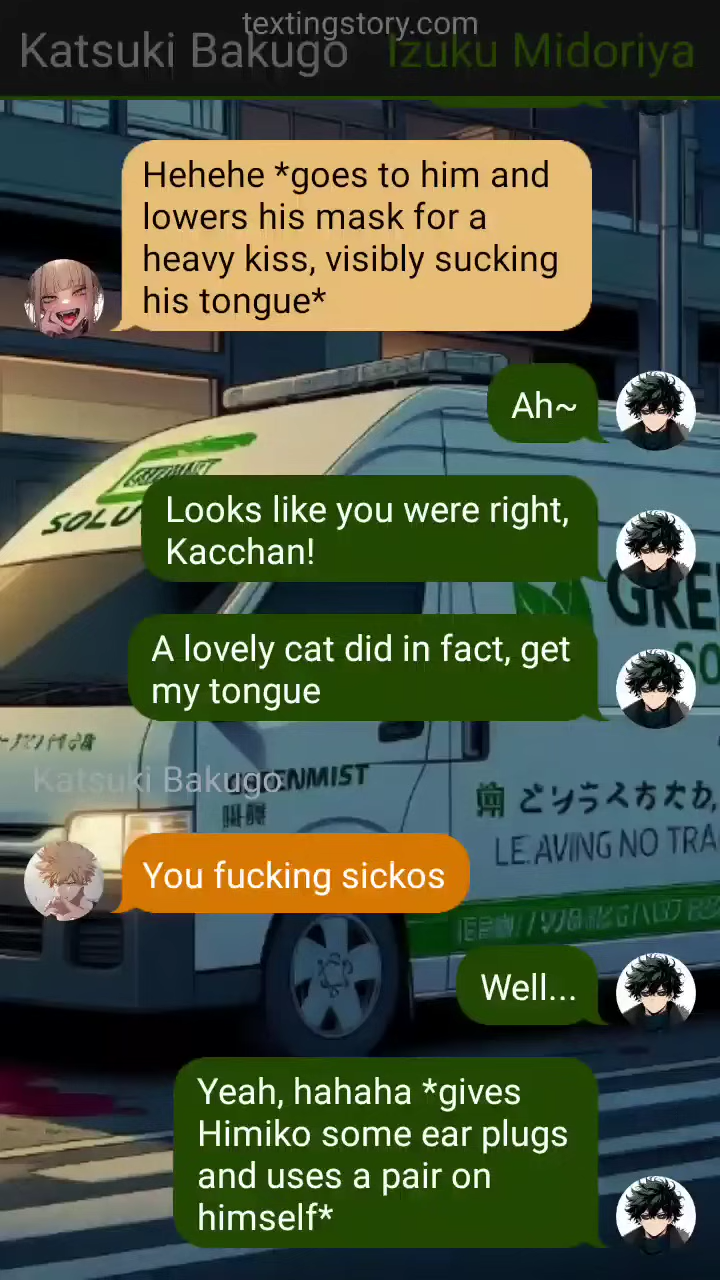 textingstory.com
Katsuki Bakugo Izuku Midoriya
Hehehe *goes to him and
lowers his mask for a
heavy kiss, visibly sucking
his tongue*
Ah~
Looks like you were right,
Kacchan!
A lovely cat did in fact, get
my tongue
Katsuki Bakugo
You fucking sickos
Well...
Yeah, hahaha *gives
Himiko some ear plugs
and uses a pair on
himself*
SOLU
GRE
SO
LEAVING NO TRA